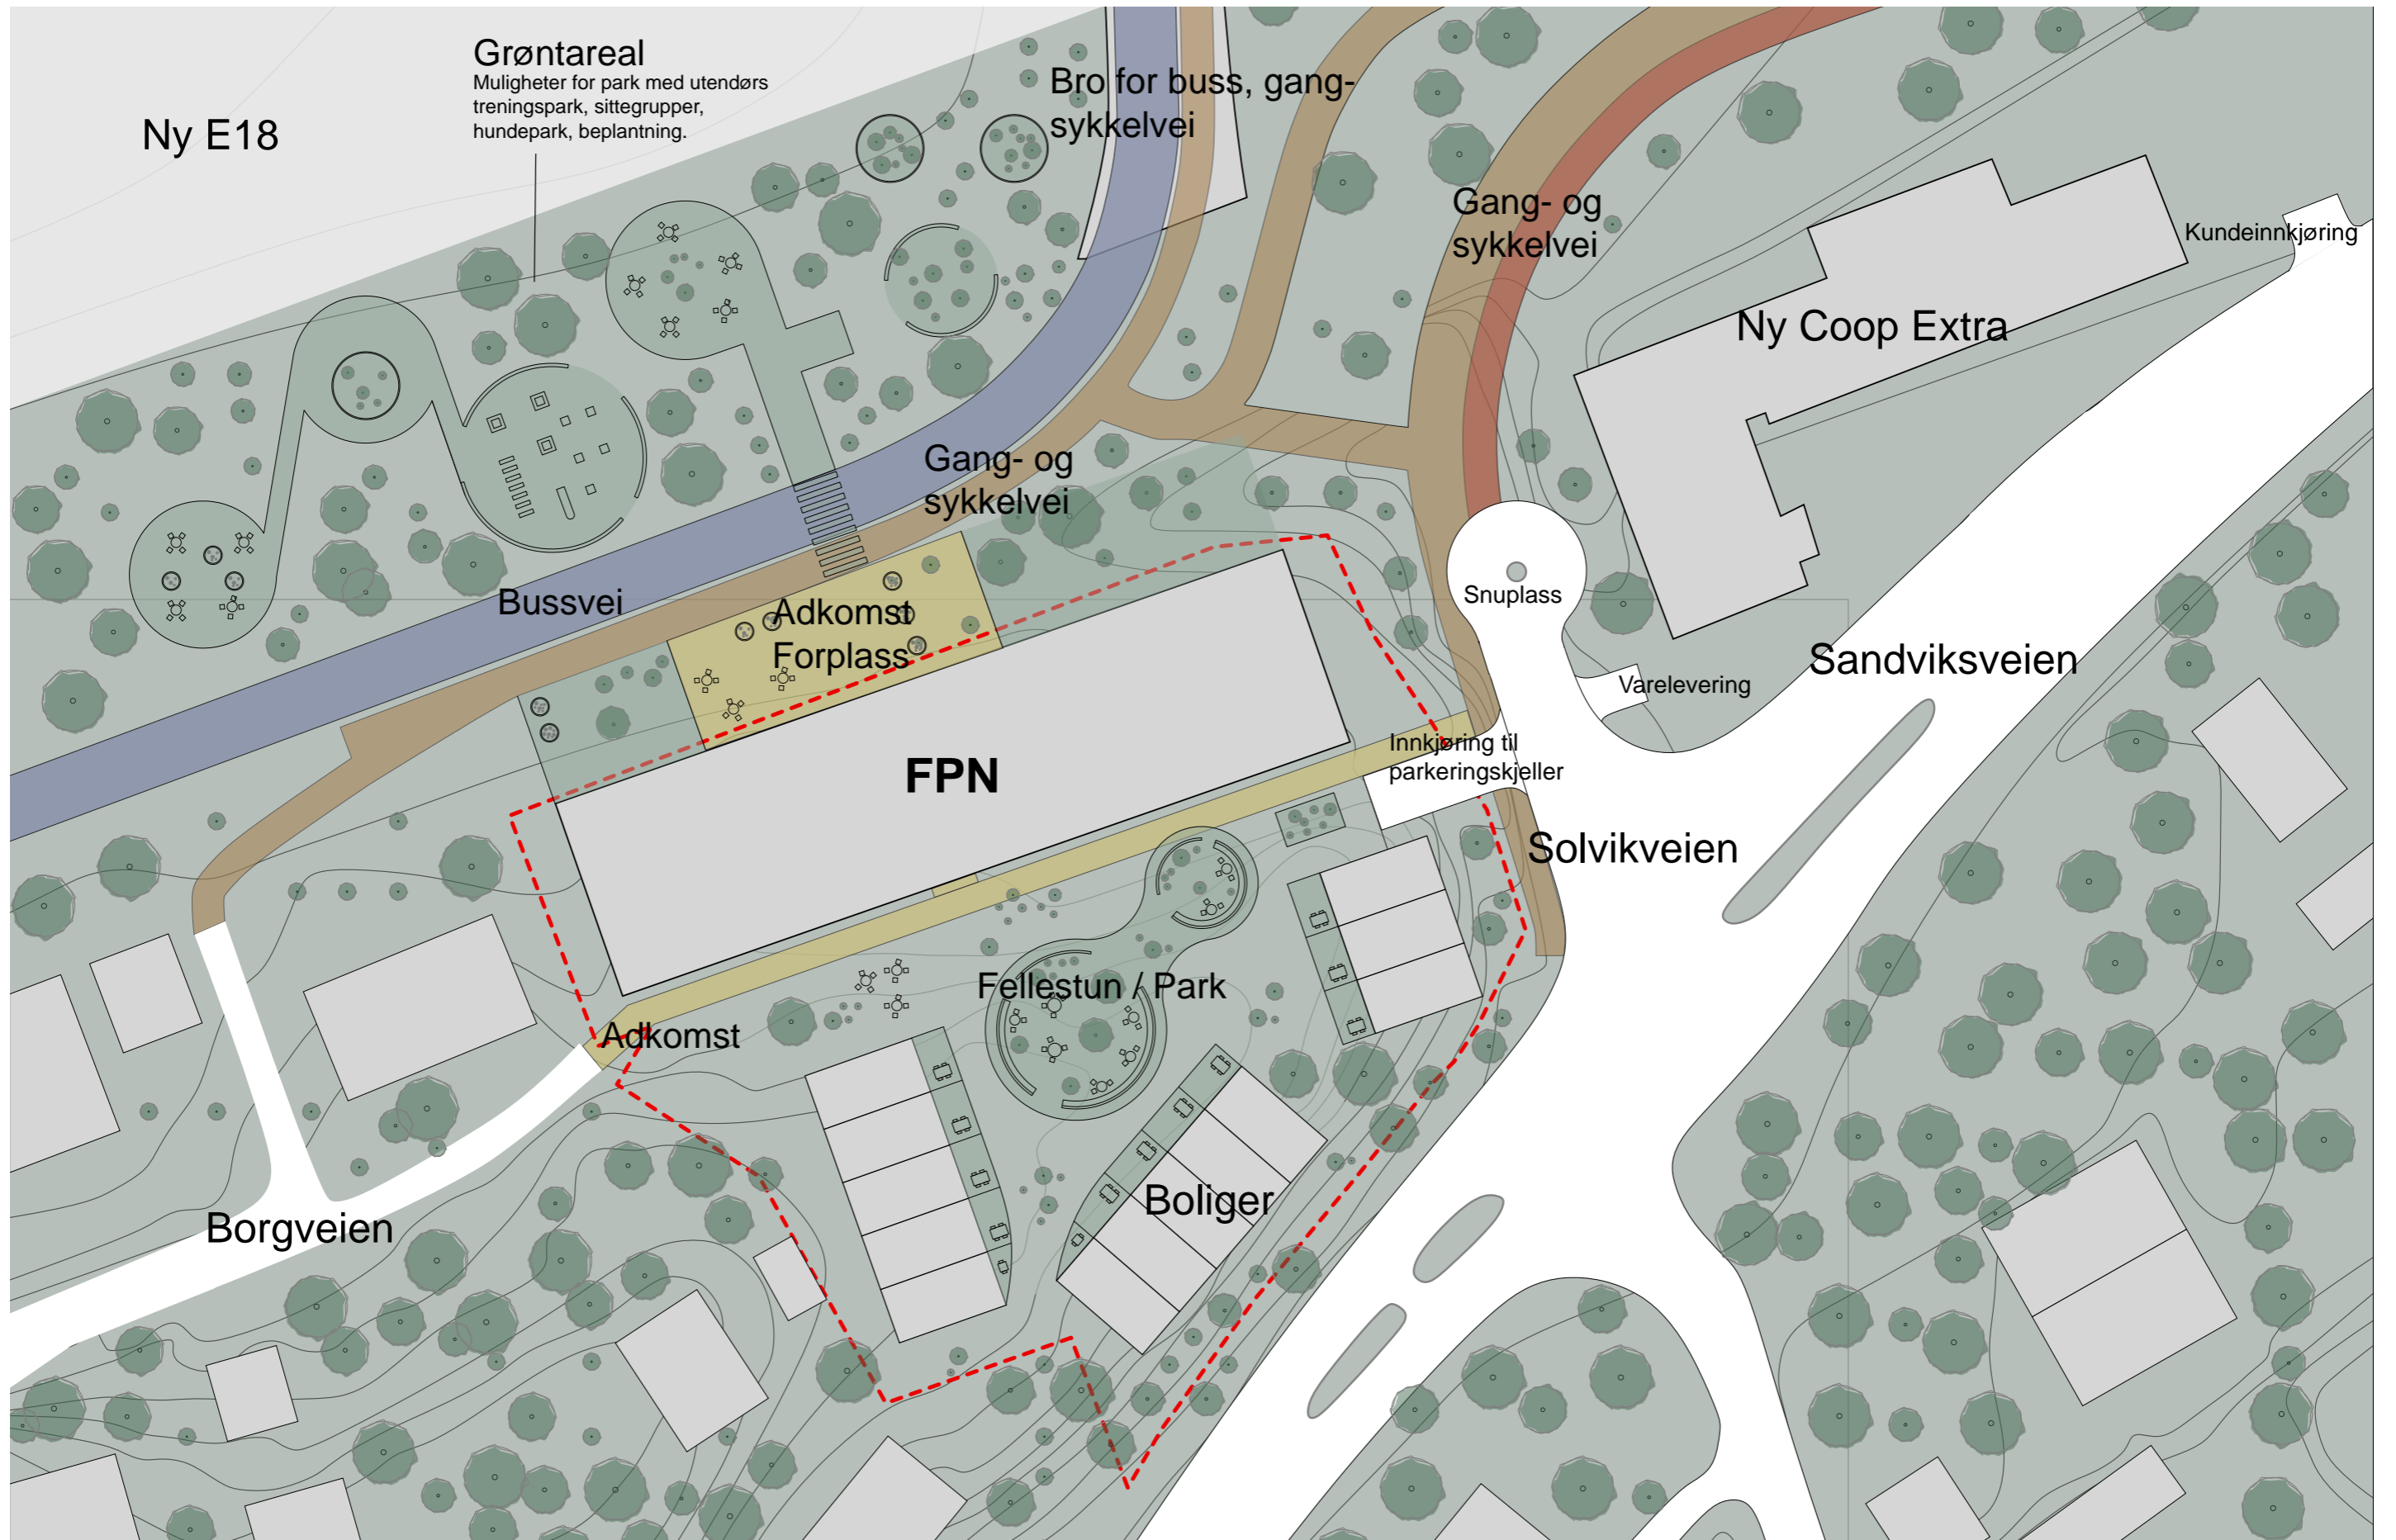 Grøntareal
Muligheter for park med utendørs
treningspark, sittegrupper,
hundepark, beplantning.
Ny E18
Bro for buss, gang-
sykkelvei
Gang- og
sykkelvei
Kundeinnkjøring
Ny Coop Extra
Gang- og
sykkelvei
Bussvei
Adkomst
Forplass
Snuplass
Sandviksveien
Varelevering
Innkjøring til
parkeringskjeller
FPN
Solvikveien
Fellestun / Park
Adkomst
Boliger
Borgveien